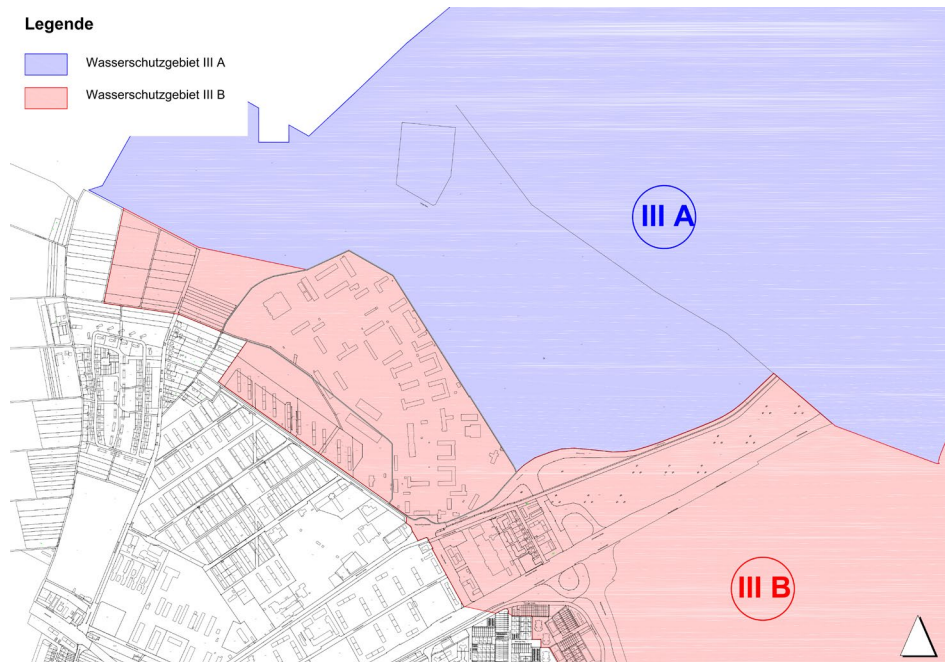 Legende
Wasserschutzgebiet III A
Wasserschutzgebiet III B
III A
III B